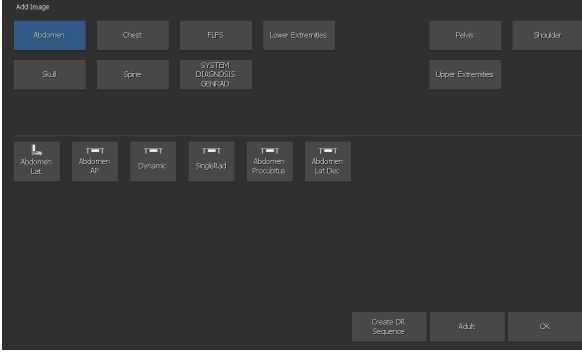 Add Image
Abdomen
Chest
FLFS
Lower Extremities
Pelvis
Shoulder
Skull
Spine
SYSTEM
DIAGNOSIS
GENRAD
Upper Extremities
Abdomen
Lat
Abdomen
AP
Dynamic
SingleRad
Abdomen
Procubitus
Abdomen
Lat Dec
Create DR
Sequence
Adult
OK